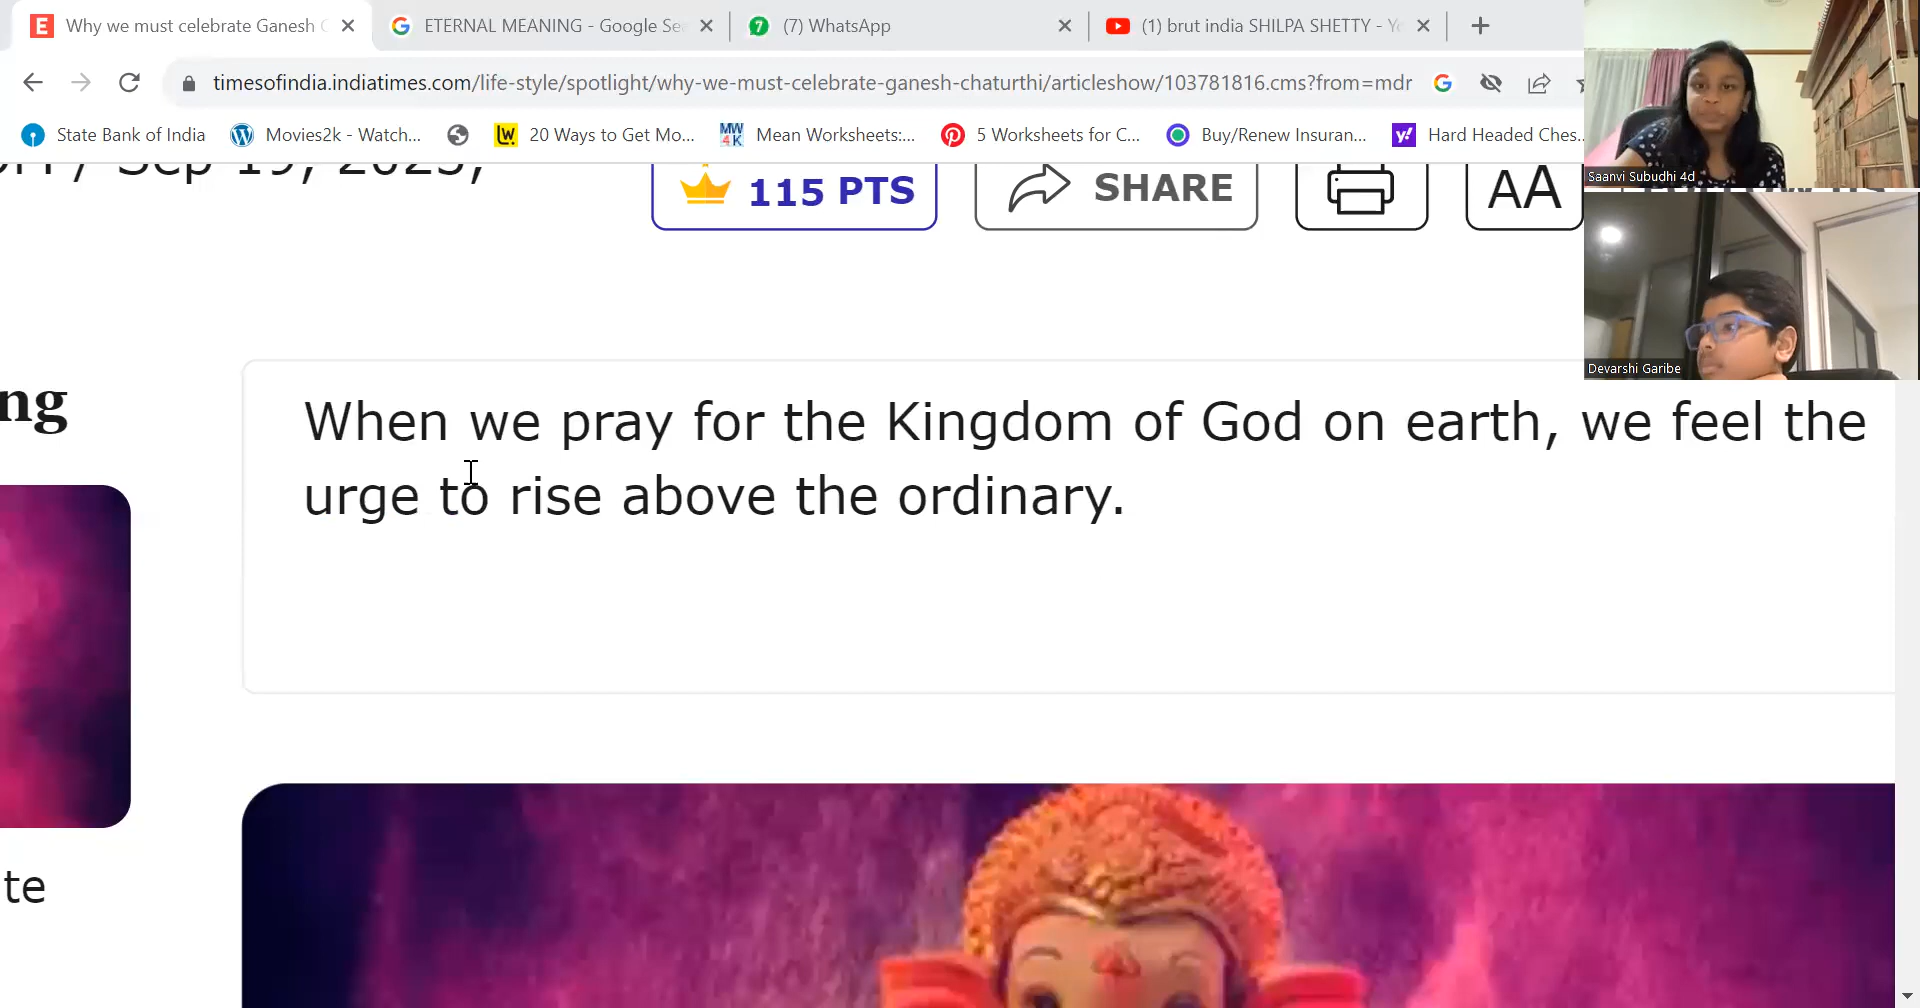 Why we must celebrate Ganesh
ETERNAL MEANING - Google Se
(7) WhatsApp
(1) brut india SHILPA SHETTY -
timesofindia.indiatimes.com/life-style/spotlight/why-we-must-celebrate-ganesh-chaturthi/articleshow/103781816.cms?from=mdr
State Bank of India
Movies2k - Watch...
20 Ways to Get Mo...
Mean Worksheets:...
5 Worksheets for C...
Buy/Renew Insuran...
Hard Headed Ches...
Saanvi Subudhi 4d
Sep 19, 2023,
115 PTS
SHARE
AA
Devarshi Garibe
ng
When we pray for the Kingdom of God on earth, we feel the
urge to rise above the ordinary.
te